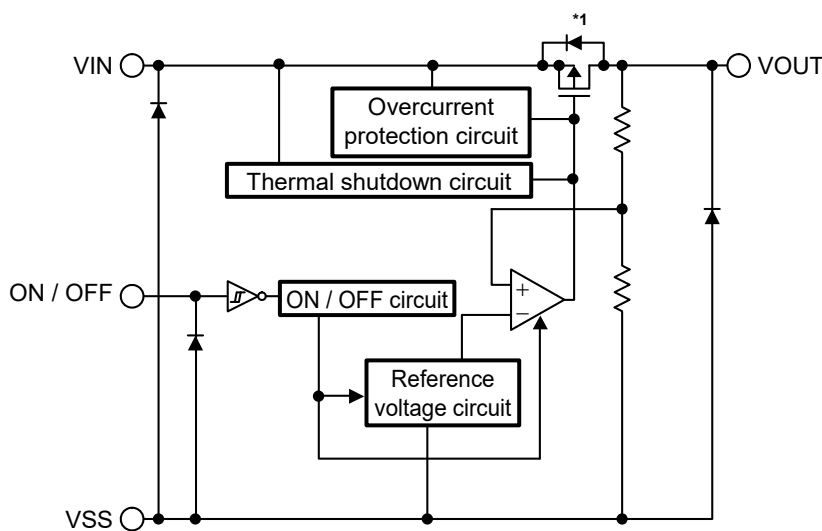 *1
VIN
VOUT
Overcurrent
protection circuit
Thermal shutdown circuit
ON / OFF
ON / OFF circuit
+
−
Reference
voltage circuit
VSS